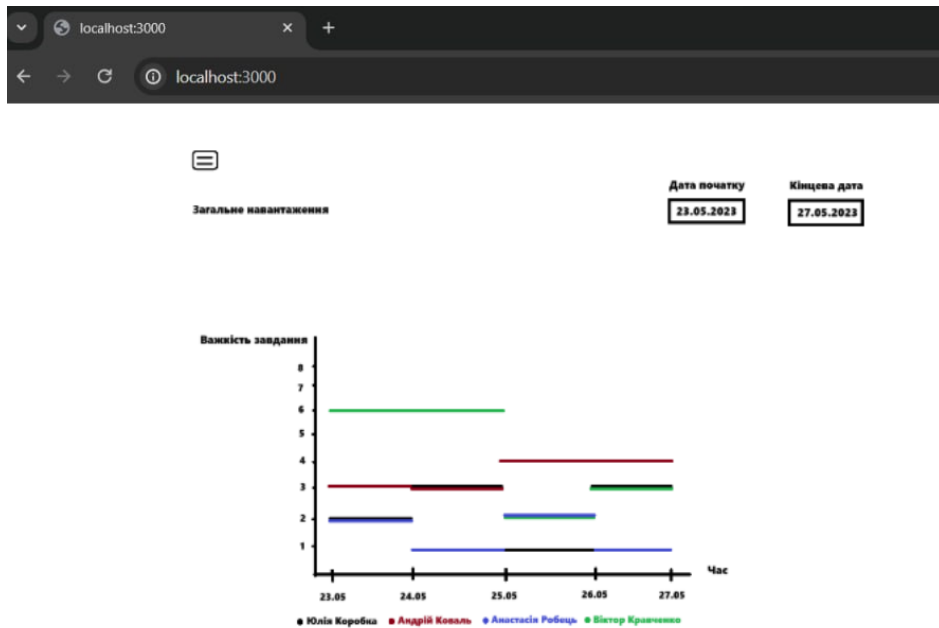 localhost:3000
localhost:3000
Дата початку
Кінцева дата
Загальне навантаження
23.05.2023
27.05.2023
Важкість завдання
8
7
6
5
4
3
2
1
Час
23.05
24.05
25.05
26.05
27.05
Юлія Коробка
Андрій Коваль
Анастасія Робець
Віктор Кравченко